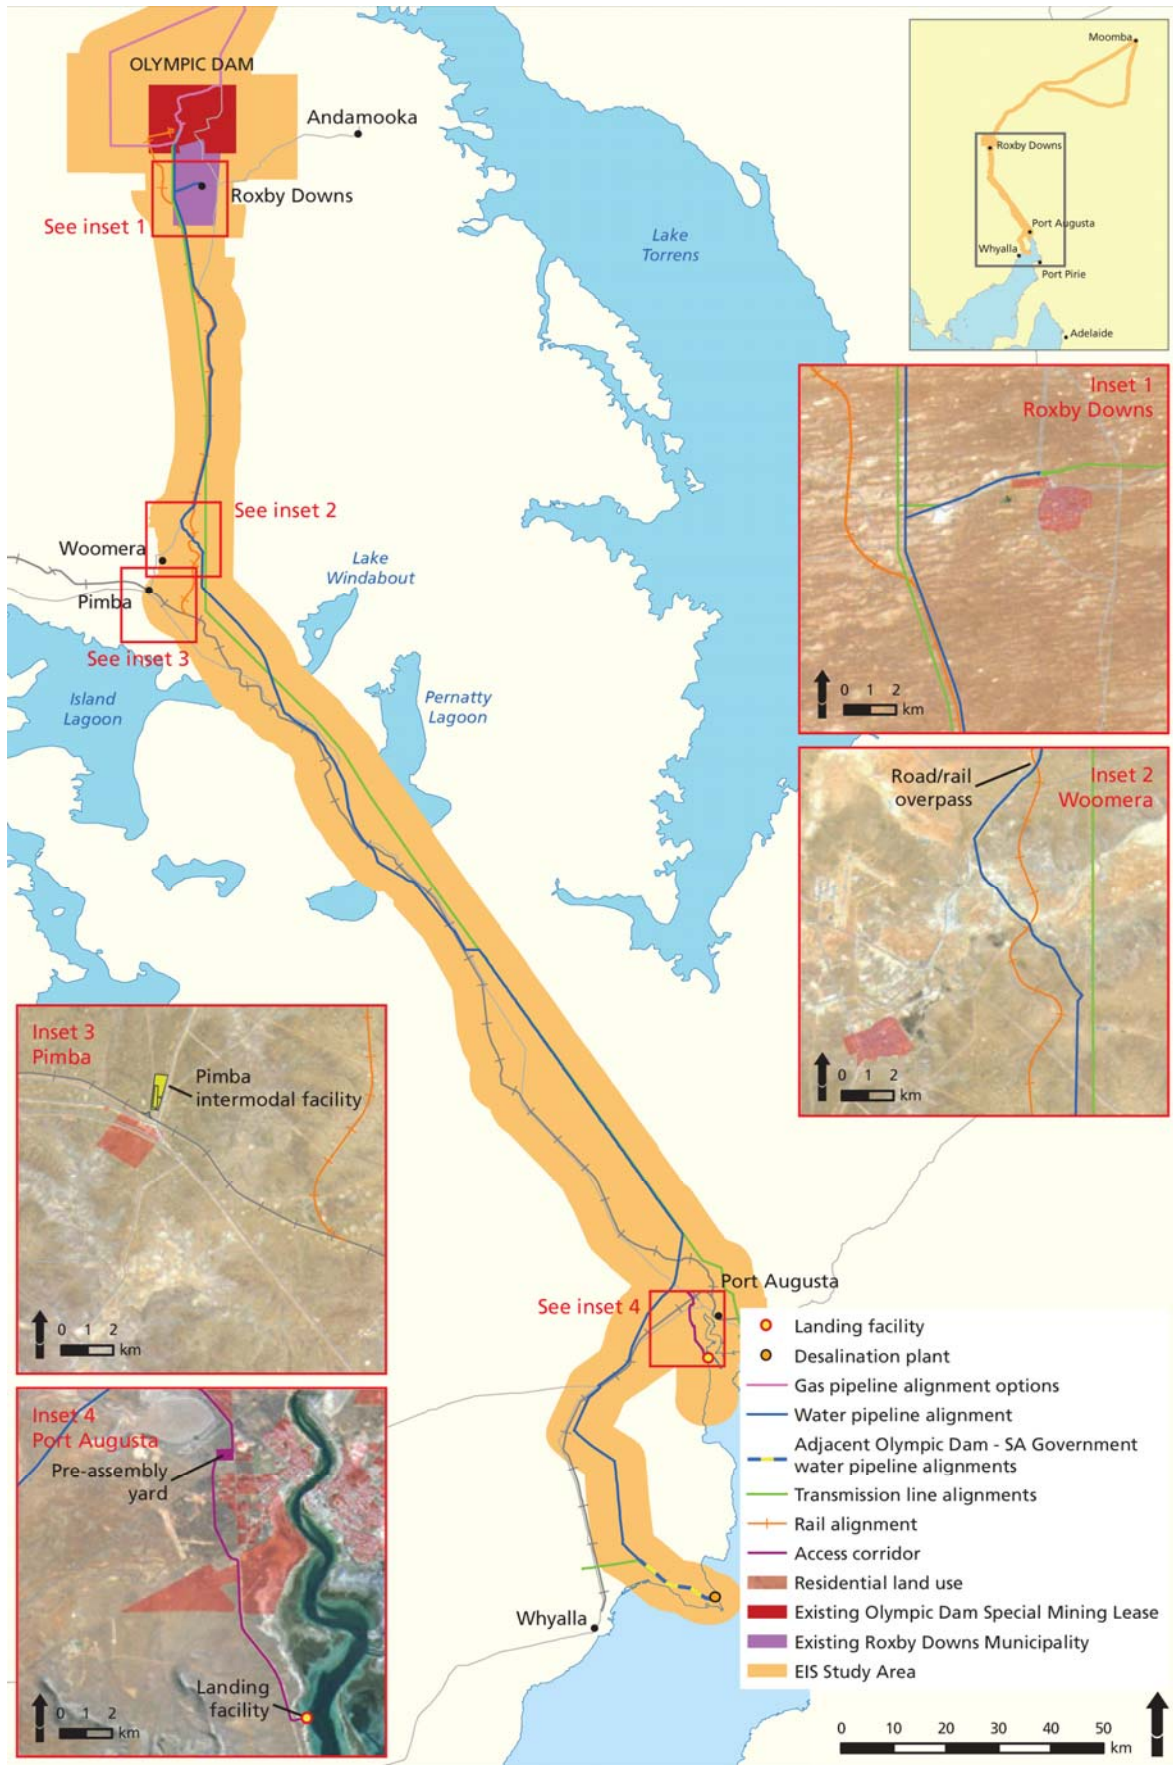 OLYMPIC DAM
Andamooka
Roxby Downs
See inset 1
Lake
Torrens
See inset 2
Woomera
Lake
Windabout
Pimba
See inset 3
Island
Lagoon
Pernatty
Lagoon
Port Augusta
See inset 4
Whyalla
Moomba
Roxby Downs
Port Augusta
Whyalla
Port Pirie
Adelaide
Inset 1
Roxby Downs
0 1 2
km
Road/rail
overpass
Inset 2
Woomera
0 1 2
km
Inset 3
Pimba
Pimba
intermodal facility
0 1 2
km
Inset 4
Port Augusta
Pre-assembly
yard
Landing
facility
0 1 2
km
Landing facility
Desalination plant
Gas pipeline alignment options
Water pipeline alignment
Adjacent Olympic Dam - SA Government
water pipeline alignments
Transmission line alignments
Rail alignment
Access corridor
Residential land use
Existing Olympic Dam Special Mining Lease
Existing Roxby Downs Municipality
EIS Study Area
0 10 20 30 40 50
km